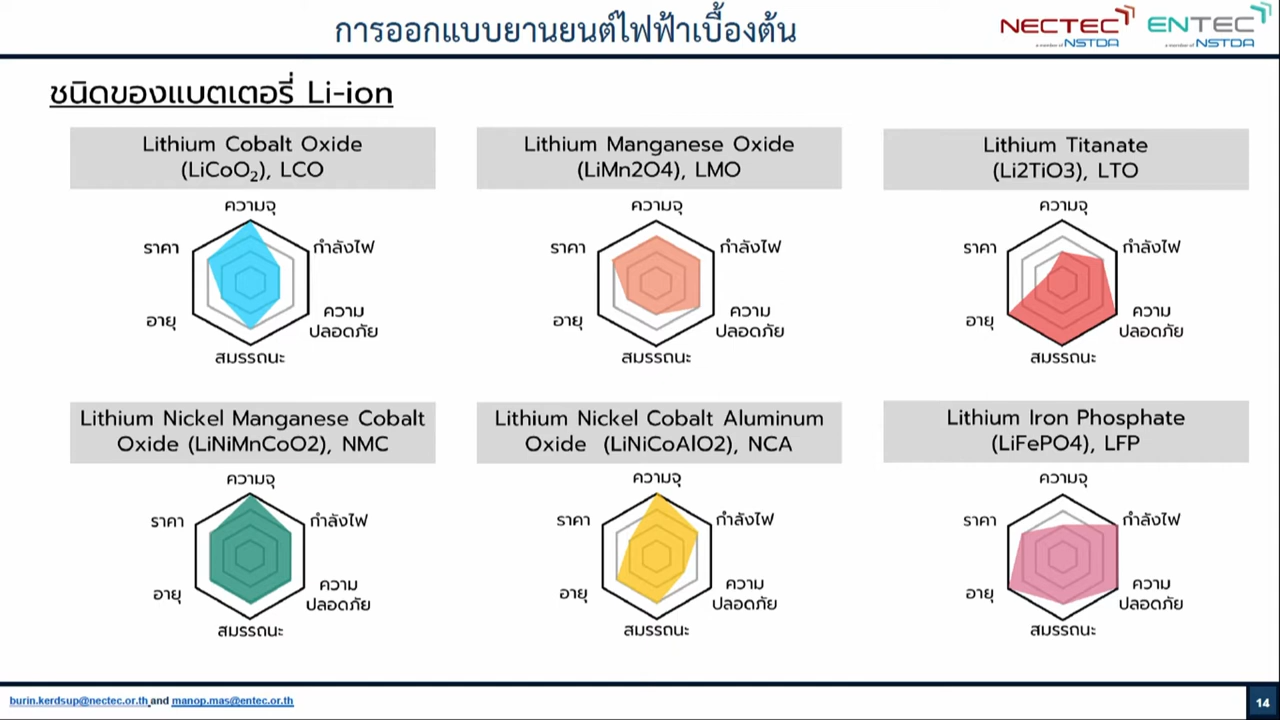 การออกแบบยานยนต์ไฟฟ้าเบื้องต้น
NECTEC
a member of NSTDA
ENTEC
a member of NSTDA
ชนิดของแบตเตอรี่ Li-ion
Lithium Cobalt Oxide
(LiCoO₂), LCO
ความจุ
ราคา
กำลังไฟ
อายุ
ความ
ปลอดภัย
สมรรถนะ
Lithium Manganese Oxide
(LiMn2O4), LMO
ความจุ
ราคา
กำลังไฟ
อายุ
ความ
ปลอดภัย
สมรรถนะ
Lithium Titanate
(Li2TiO3), LTO
ความจุ
ราคา
กำลังไฟ
อายุ
ความ
ปลอดภัย
สมรรถนะ
Lithium Nickel Manganese Cobalt
Oxide (LiNiMnCoO2), NMC
ความจุ
ราคา
กำลังไฟ
อายุ
ความ
ปลอดภัย
สมรรถนะ
Lithium Nickel Cobalt Aluminum
Oxide (LiNiCoAlO2), NCA
ความจุ
ราคา
กำลังไฟ
อายุ
ความ
ปลอดภัย
สมรรถนะ
Lithium Iron Phosphate
(LiFePO4), LFP
ความจุ
ราคา
กำลังไฟ
อายุ
ความ
ปลอดภัย
สมรรถนะ
burin.kerdsup@nectec.or.th and manop.mas@entec.or.th
14